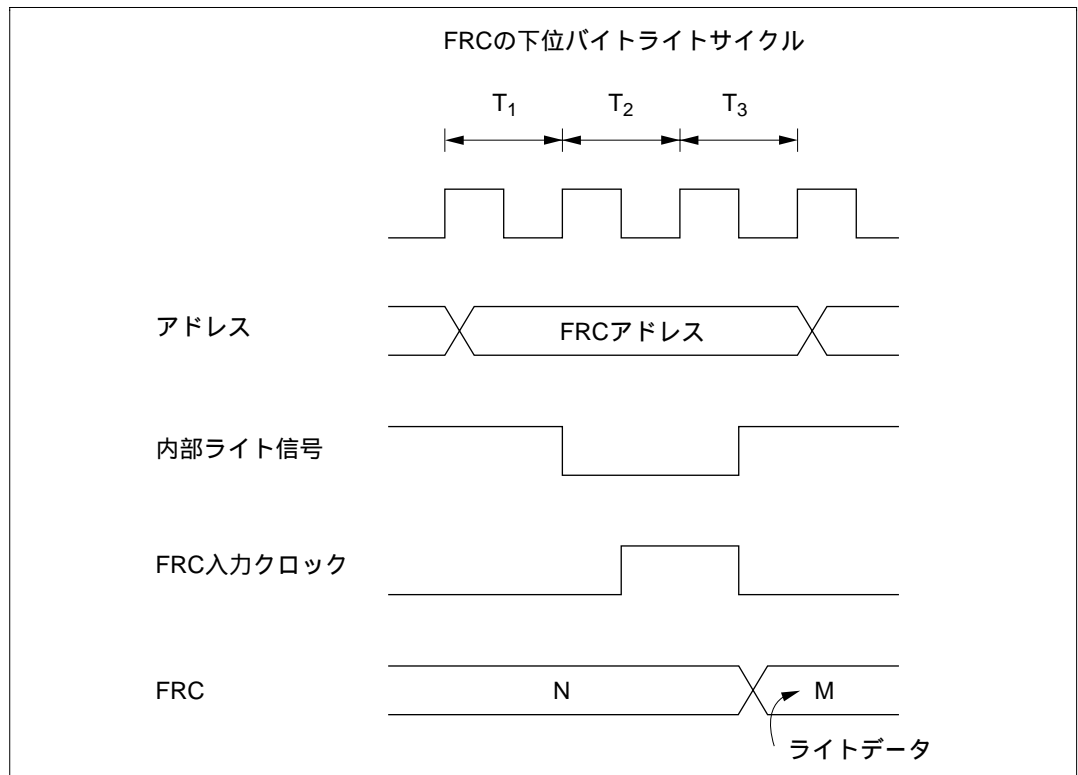 FRCの下位バイトライトサイクル
T1 T2 T3
アドレス
FRCアドレス
内部ライト信号
FRC入力クロック
FRC
N
M
ライトデータ